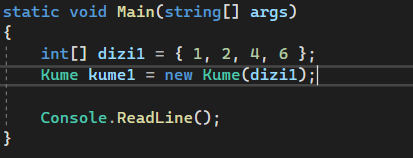 static void Main(string[] args)
{
int[] dizi1 = { 1, 2, 4, 6 };
Kume kume1 = new Kume(dizi1);
Console.ReadLine();
}